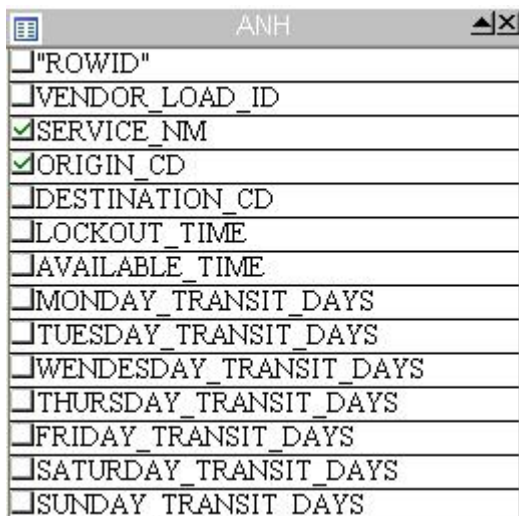 ANH
"ROWID"
VENDOR_LOAD_ID
SERVICE_NM
ORIGIN_CD
DESTINATION_CD
LOCKOUT_TIME
AVAILABLE_TIME
MONDAY_TRANSIT_DAYS
TUESDAY_TRANSIT_DAYS
WENDESDAY_TRANSIT_DAYS
THURSDAY_TRANSIT_DAYS
FRIDAY_TRANSIT_DAYS
SATURDAY_TRANSIT_DAYS
SUNDAY_TRANSIT_DAYS